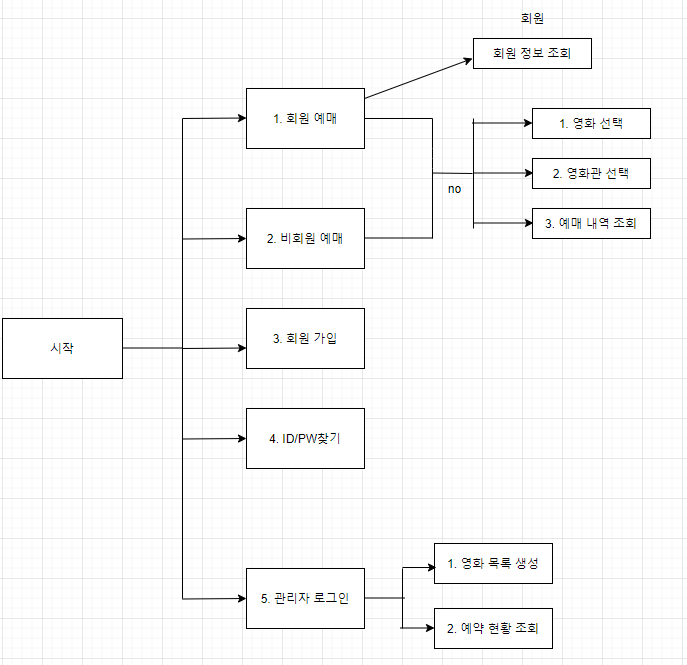 회원
회원 정보 조회
1. 회원 예매
1. 영화 선택
2. 영화관 선택
no
3. 예매 내역 조회
2. 비회원 예매
시작
3. 회원 가입
4. ID/PW찾기
1. 영화 목록 생성
5. 관리자 로그인
2. 예약 현황 조회